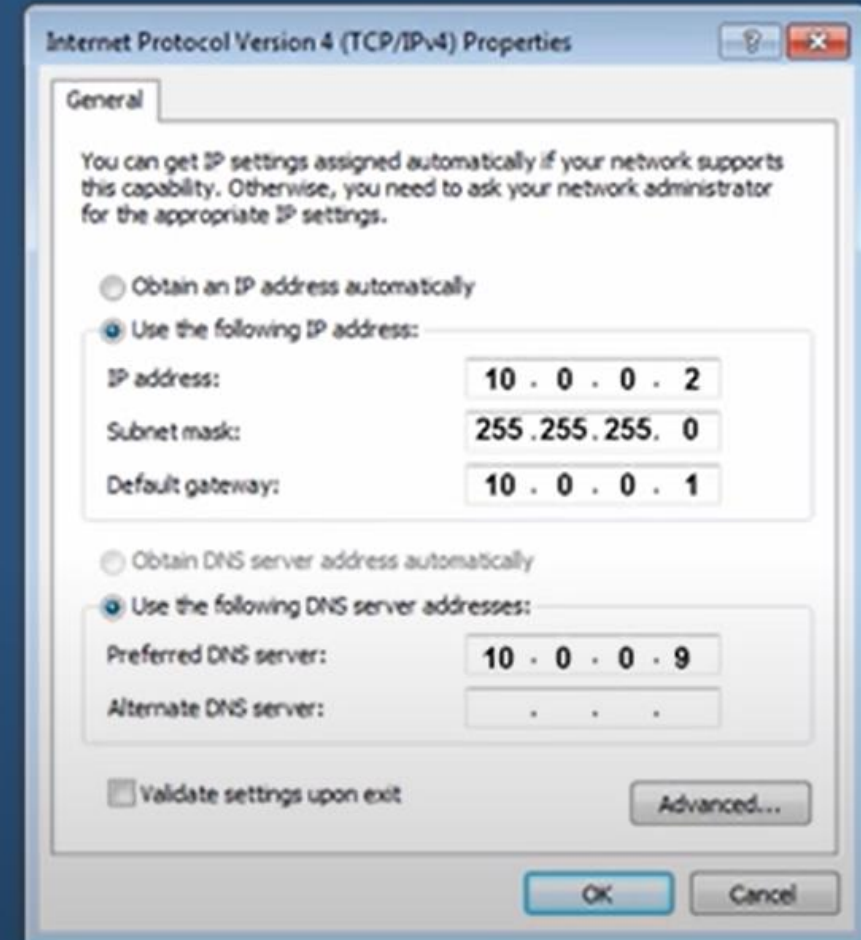 Internet Protocol Version 4 (TCP/IPv4) Properties
General
You can get IP settings assigned automatically if your network supports
this capability. Otherwise, you need to ask your network administrator
for the appropriate IP settings.
Obtain an IP address automatically
Use the following IP address:
IP address: 10 . 0 . 0 . 2
Subnet mask: 255 . 255 . 255 . 0
Default gateway: 10 . 0 . 0 . 1
Obtain DNS server address automatically
Use the following DNS server addresses:
Preferred DNS server: 10 . 0 . 0 . 9
Alternate DNS server: . . .
Validate settings upon exit
Advanced...
OK Cancel